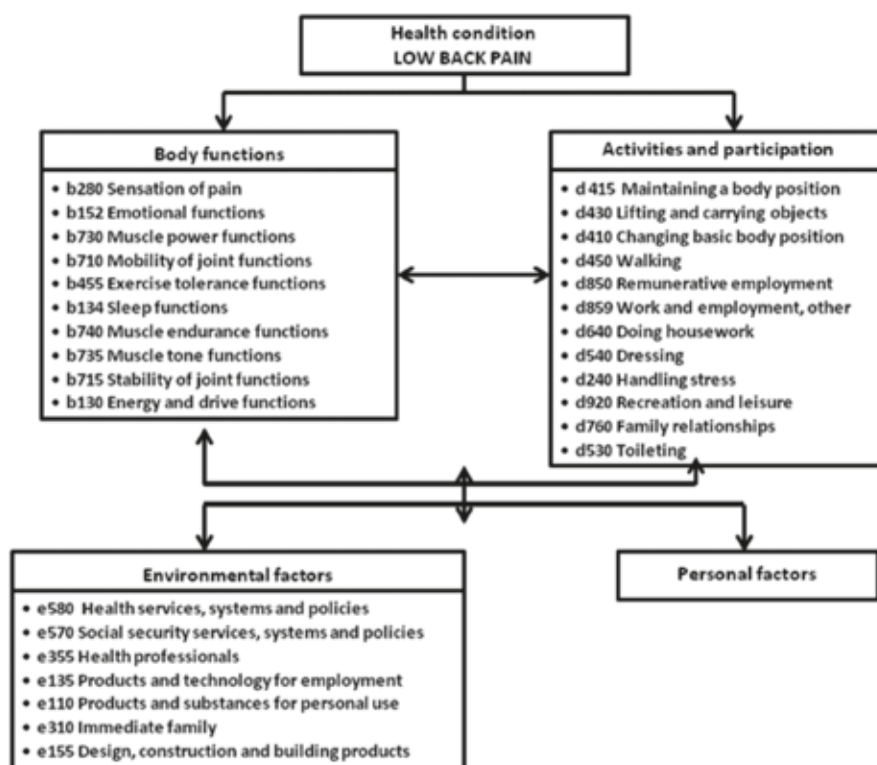 Health condition
LOW BACK PAIN
Body functions
• b280 Sensation of pain
• b152 Emotional functions
• b730 Muscle power functions
• b710 Mobility of joint functions
• b455 Exercise tolerance functions
• b134 Sleep functions
• b740 Muscle endurance functions
• b735 Muscle tone functions
• b715 Stability of joint functions
• b130 Energy and drive functions
Activities and participation
• d 415 Maintaining a body position
• d430 Lifting and carrying objects
• d410 Changing basic body position
• d450 Walking
• d850 Remunerative employment
• d859 Work and employment, other
• d640 Doing housework
• d540 Dressing
• d240 Handling stress
• d920 Recreation and leisure
• d760 Family relationships
• d530 Toileting
Environmental factors
• e580 Health services, systems and policies
• e570 Social security services, systems and policies
• e355 Health professionals
• e135 Products and technology for employment
• e110 Products and substances for personal use
• e310 Immediate family
• e155 Design, construction and building products
Personal factors